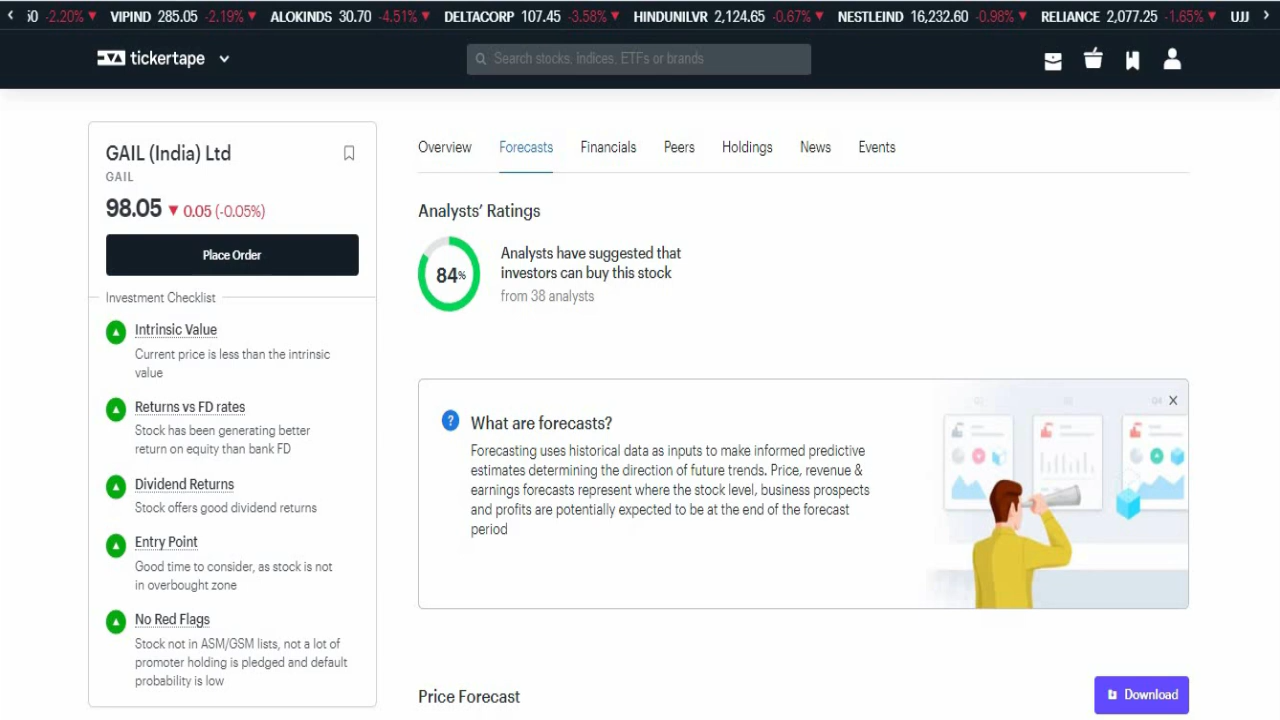 50 -2.20% VIPIND 285.05 -2.19% ALOKINDS 30.70 -4.51% DELTACORP 107.45 -3.58% HINDUNILVR 2,124.65 -0.67% NESTLEIND 16,232.60 -0.98% RELIANCE 2,077.25 -1.65% UJJ
tickertape
Search stocks, indices, ETFs or brands
GAIL (India) Ltd
GAIL
98.05 0.05 (-0.05%)
Place Order
Investment Checklist
Intrinsic Value
Current price is less than the intrinsic
value
Returns vs FD rates
Stock has been generating better
return on equity than bank FD
Dividend Returns
Stock offers good dividend returns
Entry Point
Good time to consider, as stock is not
in overbought zone
No Red Flags
Stock not in ASM/GSM lists, not a lot of
promoter holding is pledged and default
probability is low
Overview Forecasts Financials Peers Holdings News Events
Analysts’ Ratings
84%
Analysts have suggested that
investors can buy this stock
from 38 analysts
What are forecasts?
Forecasting uses historical data as inputs to make informed predictive
estimates determining the direction of future trends. Price, revenue &
earnings forecasts represent where the stock level, business prospects
and profits are potentially expected to be at the end of the forecast
period
Price Forecast
Download